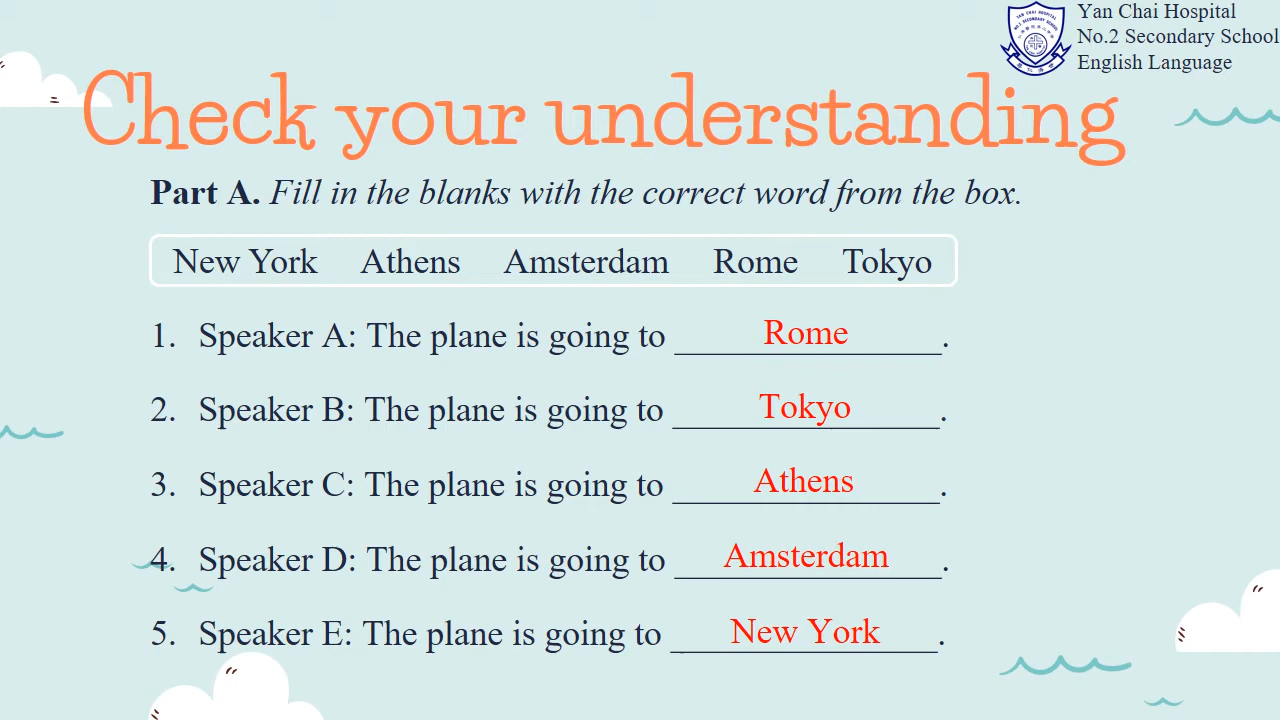 Yan Chai Hospital
No.2 Secondary School
English Language
Check your understanding
Part A. Fill in the blanks with the correct word from the box.
New York Athens Amsterdam Rome Tokyo
1. Speaker A: The plane is going to Rome.
2. Speaker B: The plane is going to Tokyo.
3. Speaker C: The plane is going to Athens.
4. Speaker D: The plane is going to Amsterdam.
5. Speaker E: The plane is going to New York.